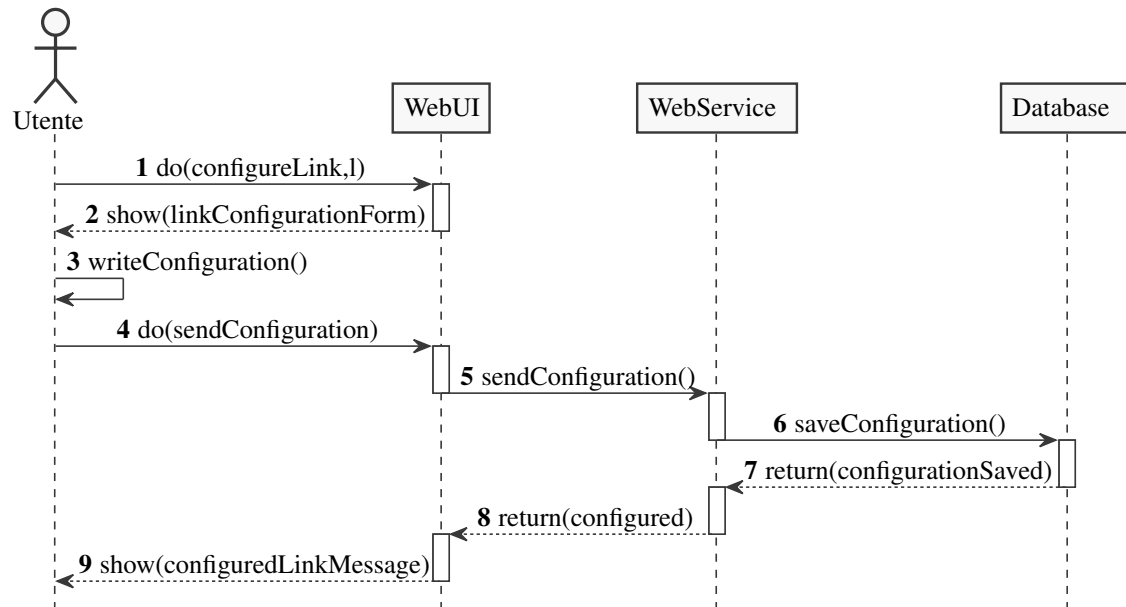 Utente
WebUI
WebService
Database
1 do(configureLink,l)
2 show(linkConfigurationForm)
3 writeConfiguration()
4 do(sendConfiguration)
5 sendConfiguration()
6 saveConfiguration()
7 return(configurationSaved)
8 return(configured)
9 show(configuredLinkMessage)